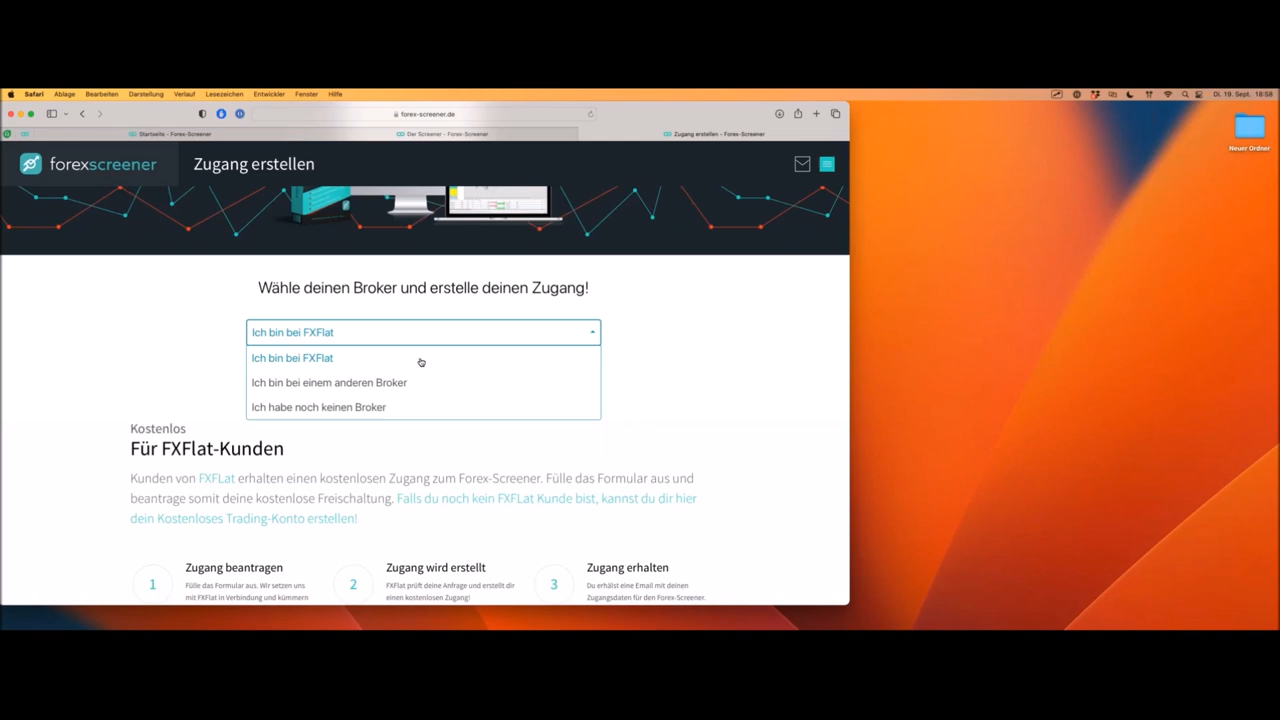 Safari Ablage Bearbeiten Darstellung Verlauf Lesezeichen Entwickler Fenster Hilfe Di. 19. Sept. 18:58
forex-screener.de
Startseite - Forex-Screener Der Screener - Forex-Screener Zugang erstellen - Forex-Screener
forexscreener Zugang erstellen
Neuer Ordner
Wähle deinen Broker und erstelle deinen Zugang!
Ich bin bei FXFlat
Ich bin bei FXFlat
Ich bin bei einem anderen Broker
Ich habe noch keinen Broker
Kostenlos
Für FXFlat-Kunden
Kunden von FXFLat erhalten einen kostenlosen Zugang zum Forex-Screener. Fülle das Formular aus und
beantrage somit deine kostenlose Freischaltung. Falls du noch kein FXFLat Kunde bist, kannst du dir hier
dein Kostenloses Trading-Konto erstellen!
1 Zugang beantragen
Fülle das Formular aus. Wir setzen uns
mit FXFlat in Verbindung und kümmern
2 Zugang wird erstellt
FXFlat prüft deine Anfrage und erstellt dir
einen kostenlosen Zugang!
3 Zugang erhalten
Du erhälst eine Email mit deinen
Zugangsdaten für den Forex-Screener.